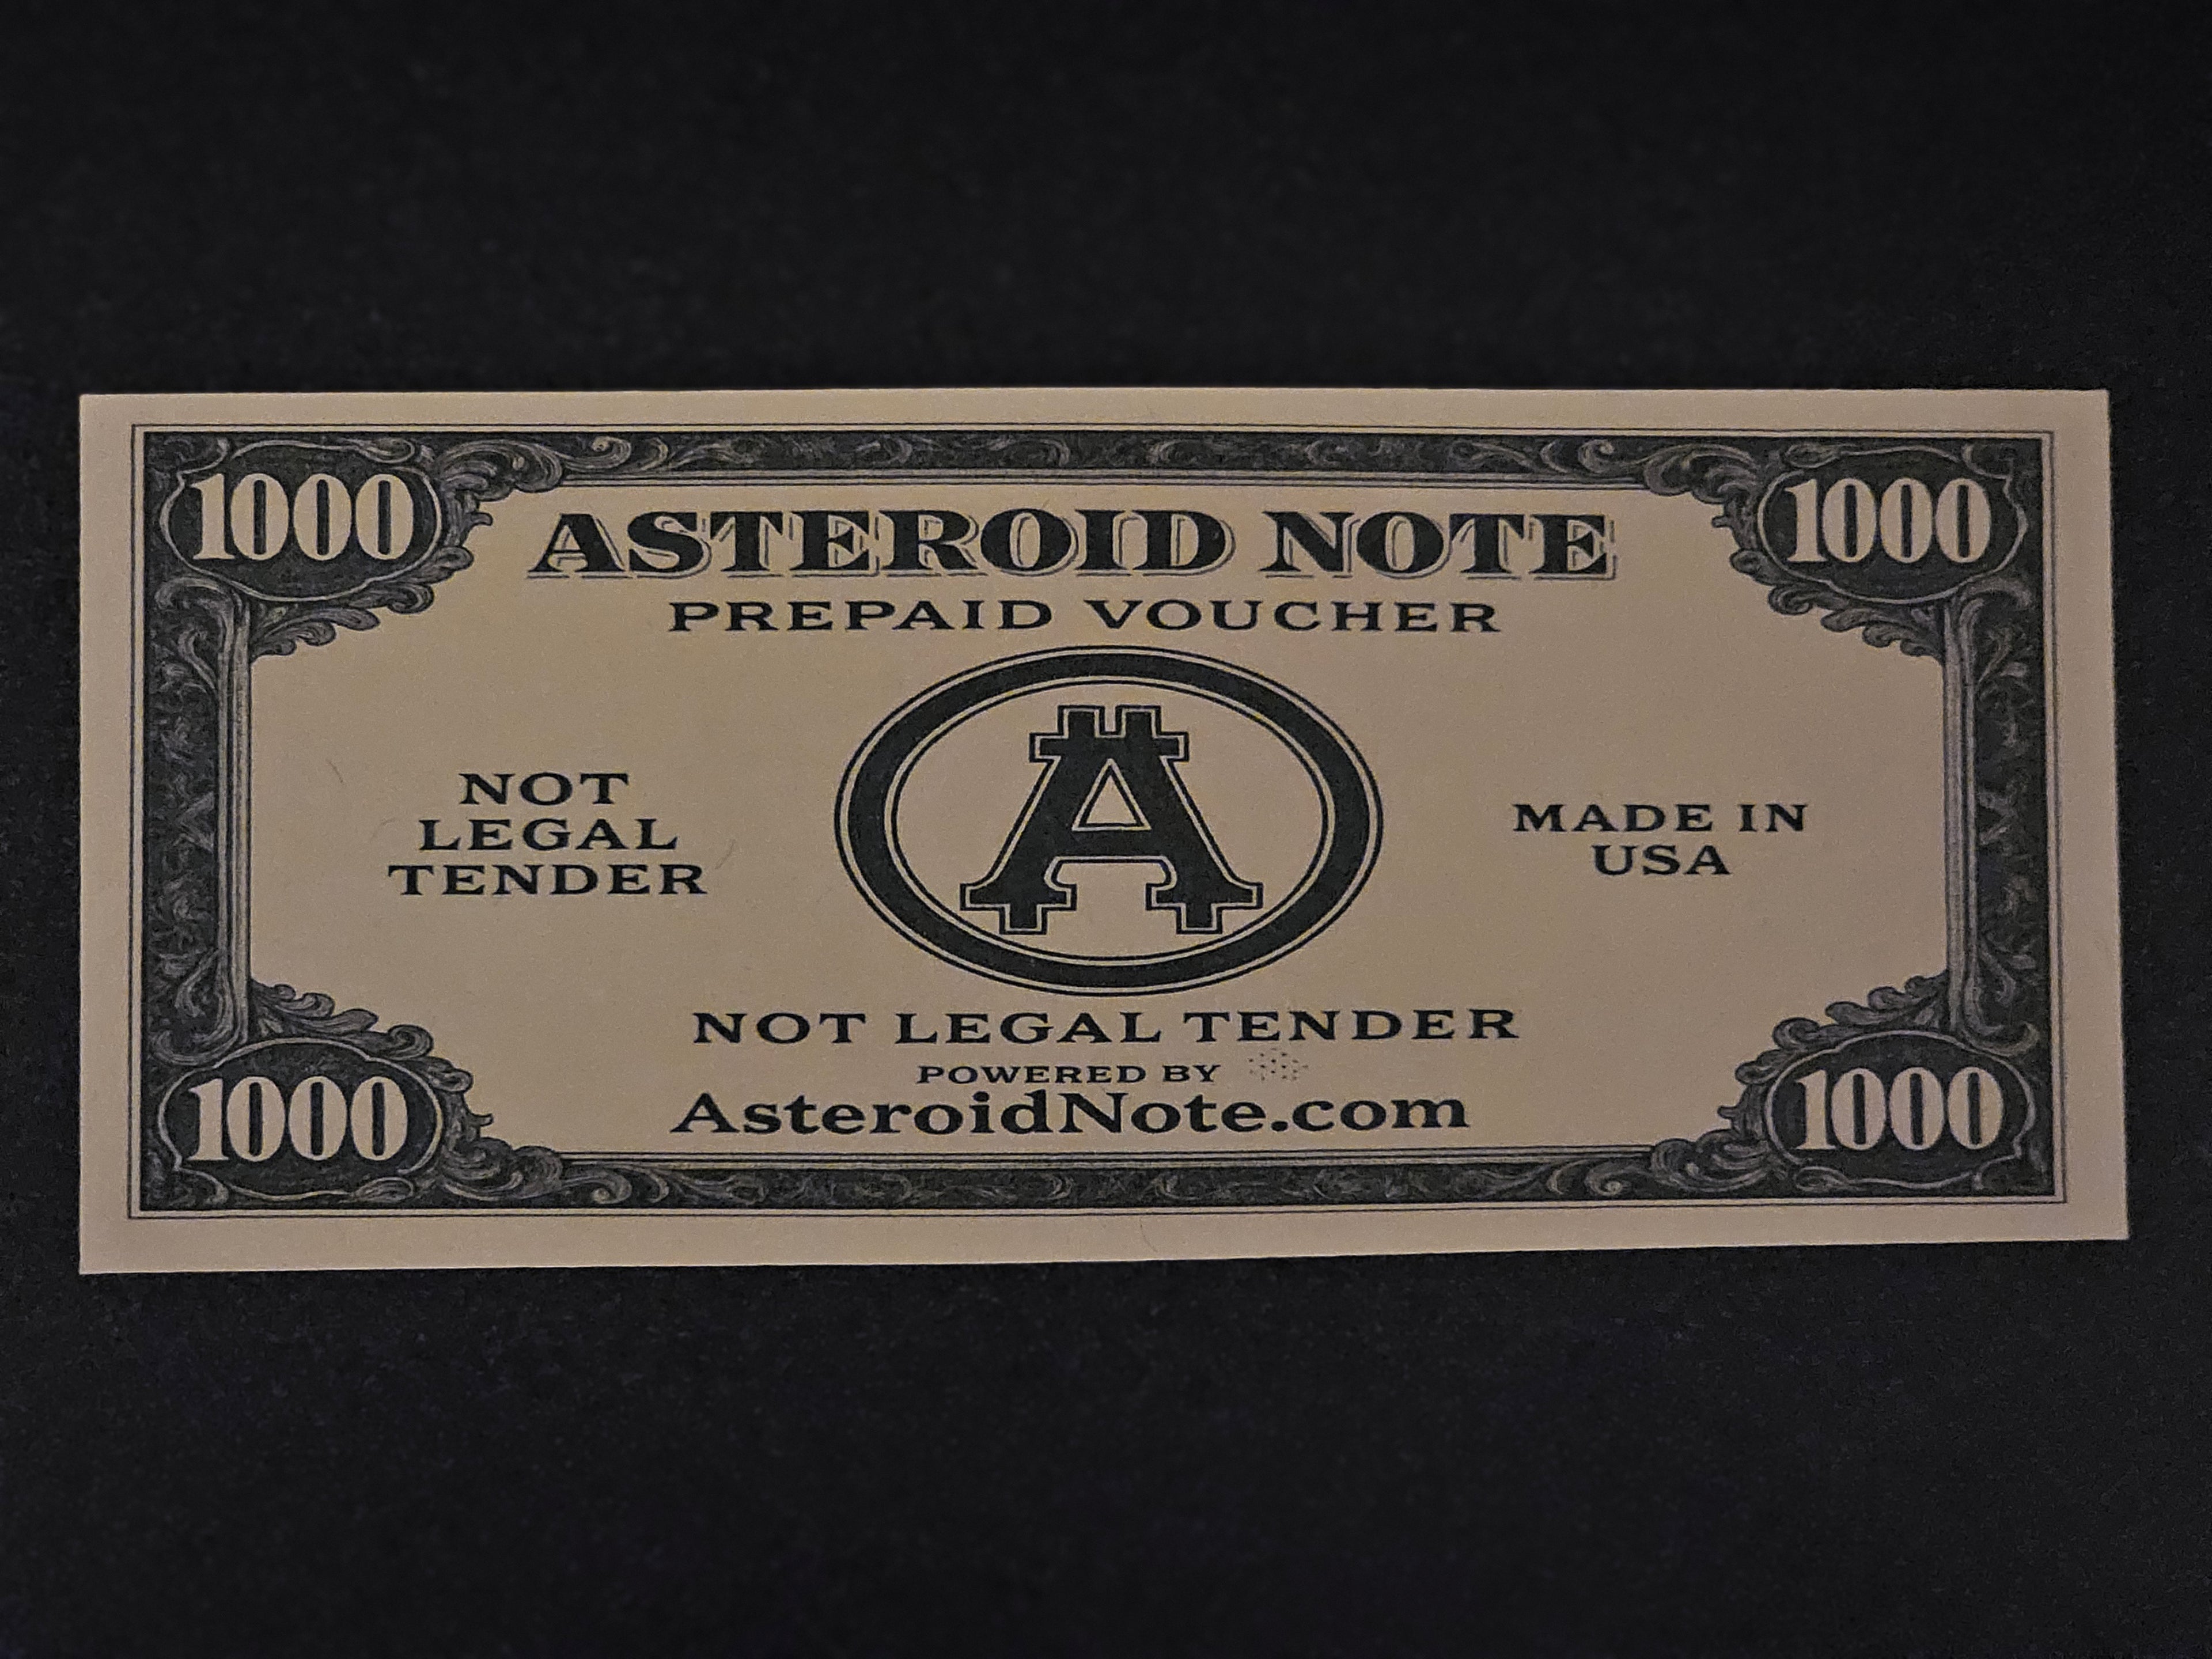 1000 1000
ASTEROID NOTE
PREPAID VOUCHER
A
NOT
LEGAL
TENDER
MADE IN
USA
NOT LEGAL TENDER
POWERED BY
AsteroidNote.com
1000 1000